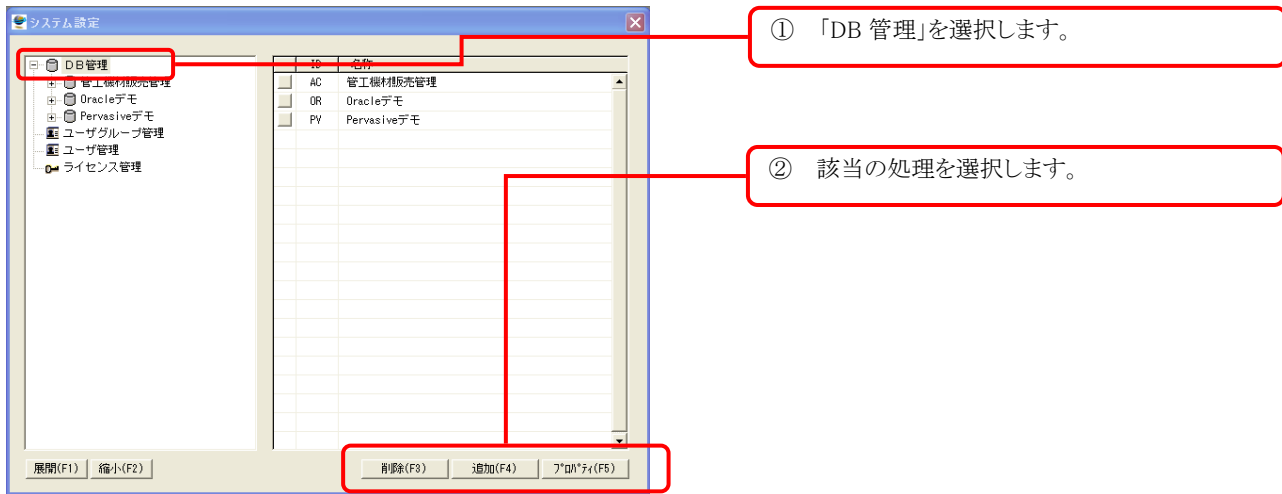 システム設定
① 「DB 管理」を選択します。
DB管理
管工機材販売管理
Oracleデモ
Pervasiveデモ
ユーザグループ管理
ユーザ管理
ライセンス管理
ID 名称
AC 管工機材販売管理
OR Oracleデモ
PV Pervasiveデモ
② 該当の処理を選択します。
展開(F1) 縮小(F2) 削除(F3) 追加(F4) プロパティ(F5)